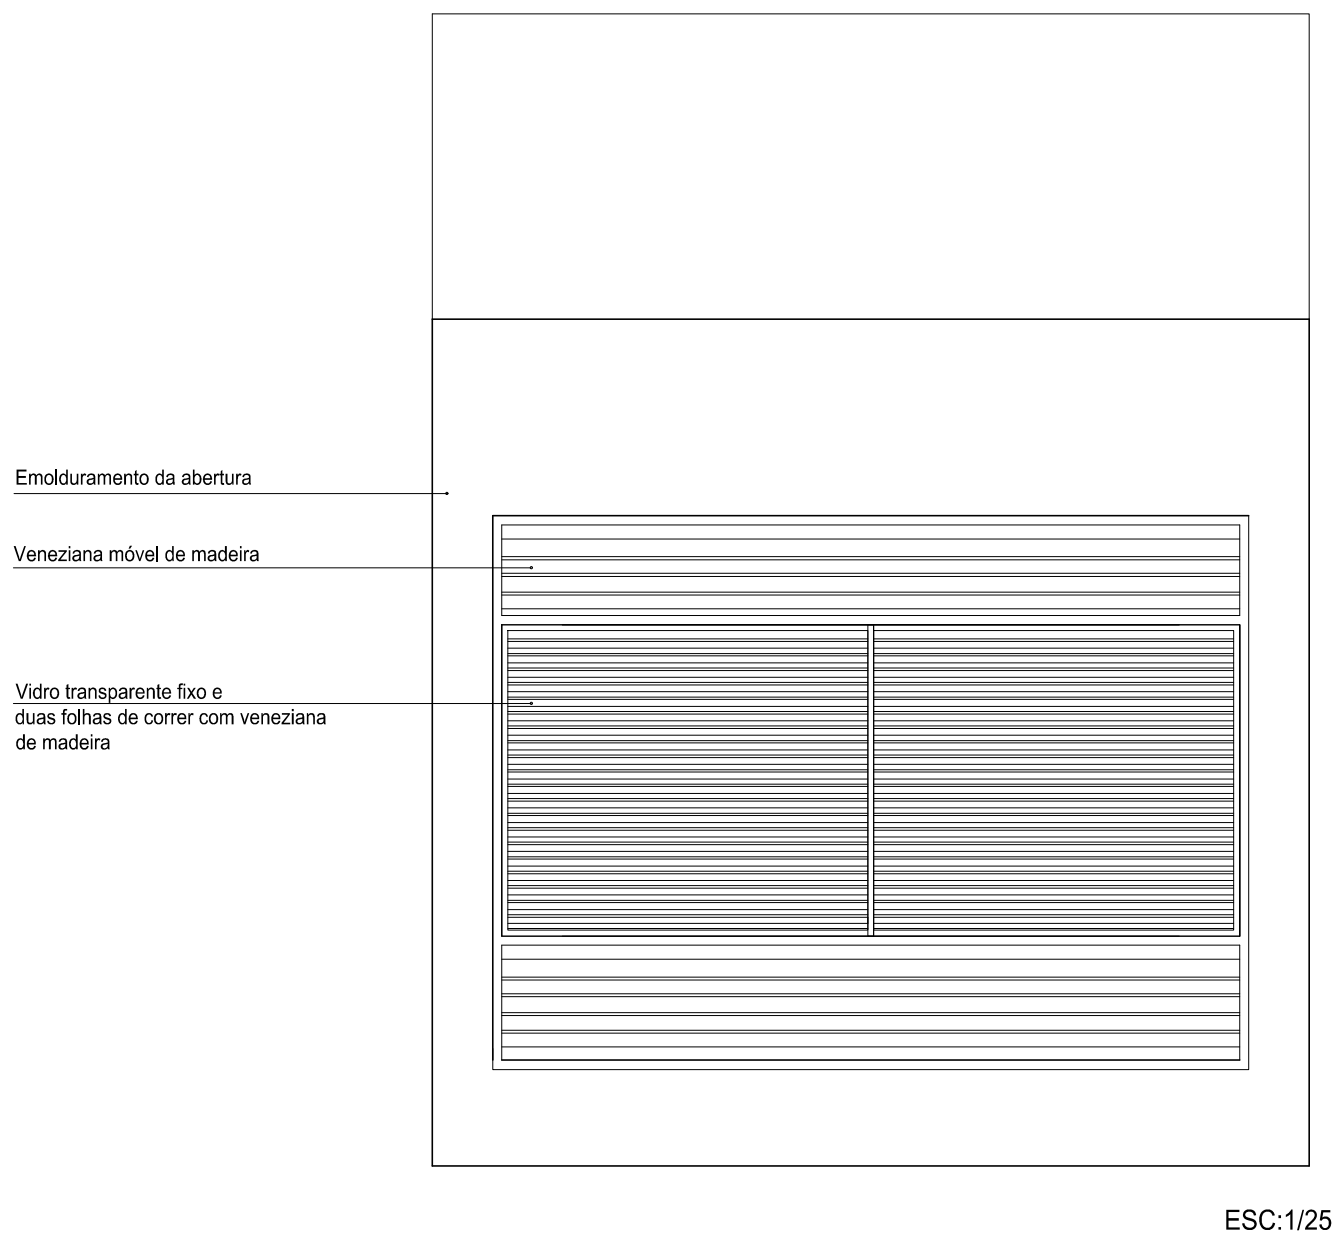 Emolduramento da abertura
Veneziana móvel de madeira
Vidro transparente fixo e
duas folhas de correr com veneziana
de madeira
ESC:1/25